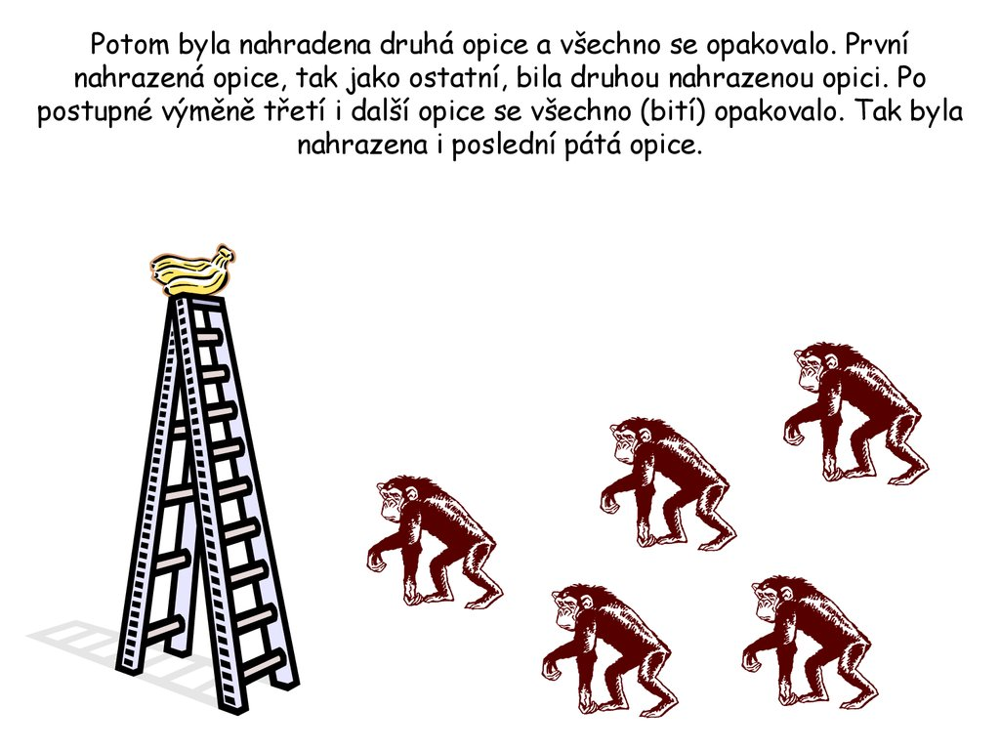 Potom byla nahradena druhá opice a všechno se opakovalo. První
nahrazená opice, tak jako ostatní, bila druhou nahrazenou opici. Po
postupné výměně třetí i další opice se všechno (bití) opakovalo. Tak byla
nahrazena i poslední pátá opice.